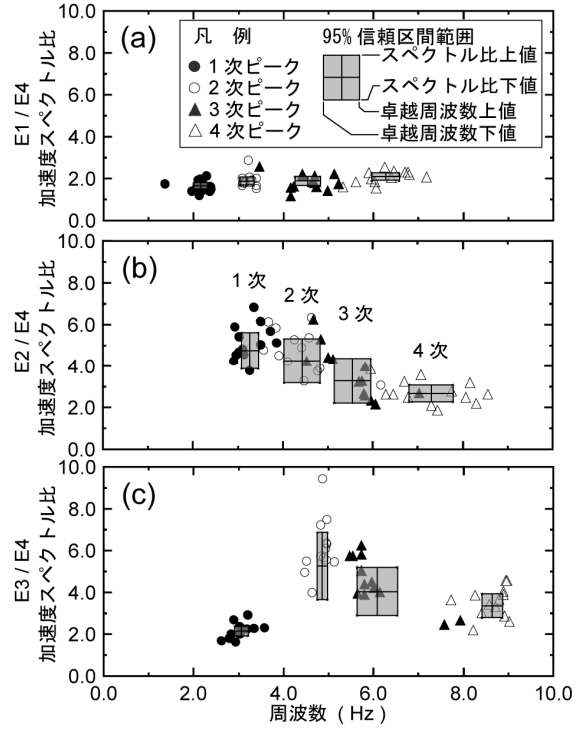 (a)
凡 例
1 次ピーク
2 次ピーク
3 次ピーク
4 次ピーク
95% 信頼区間範囲
スペクトル比上値
スペクトル比下値
卓越周波数上値
卓越周波数下値
E1 / E4
加速度スペクトル比
10.0
8.0
6.0
4.0
2.0
0.0
(b)
1 次
2 次
3 次
4 次
E2 / E4
加速度スペクトル比
10.0
8.0
6.0
4.0
2.0
0.0
(c)
E3 / E4
加速度スペクトル比
10.0
8.0
6.0
4.0
2.0
0.0
0.0 2.0 4.0 6.0 8.0 10.0
周波数 ( Hz )